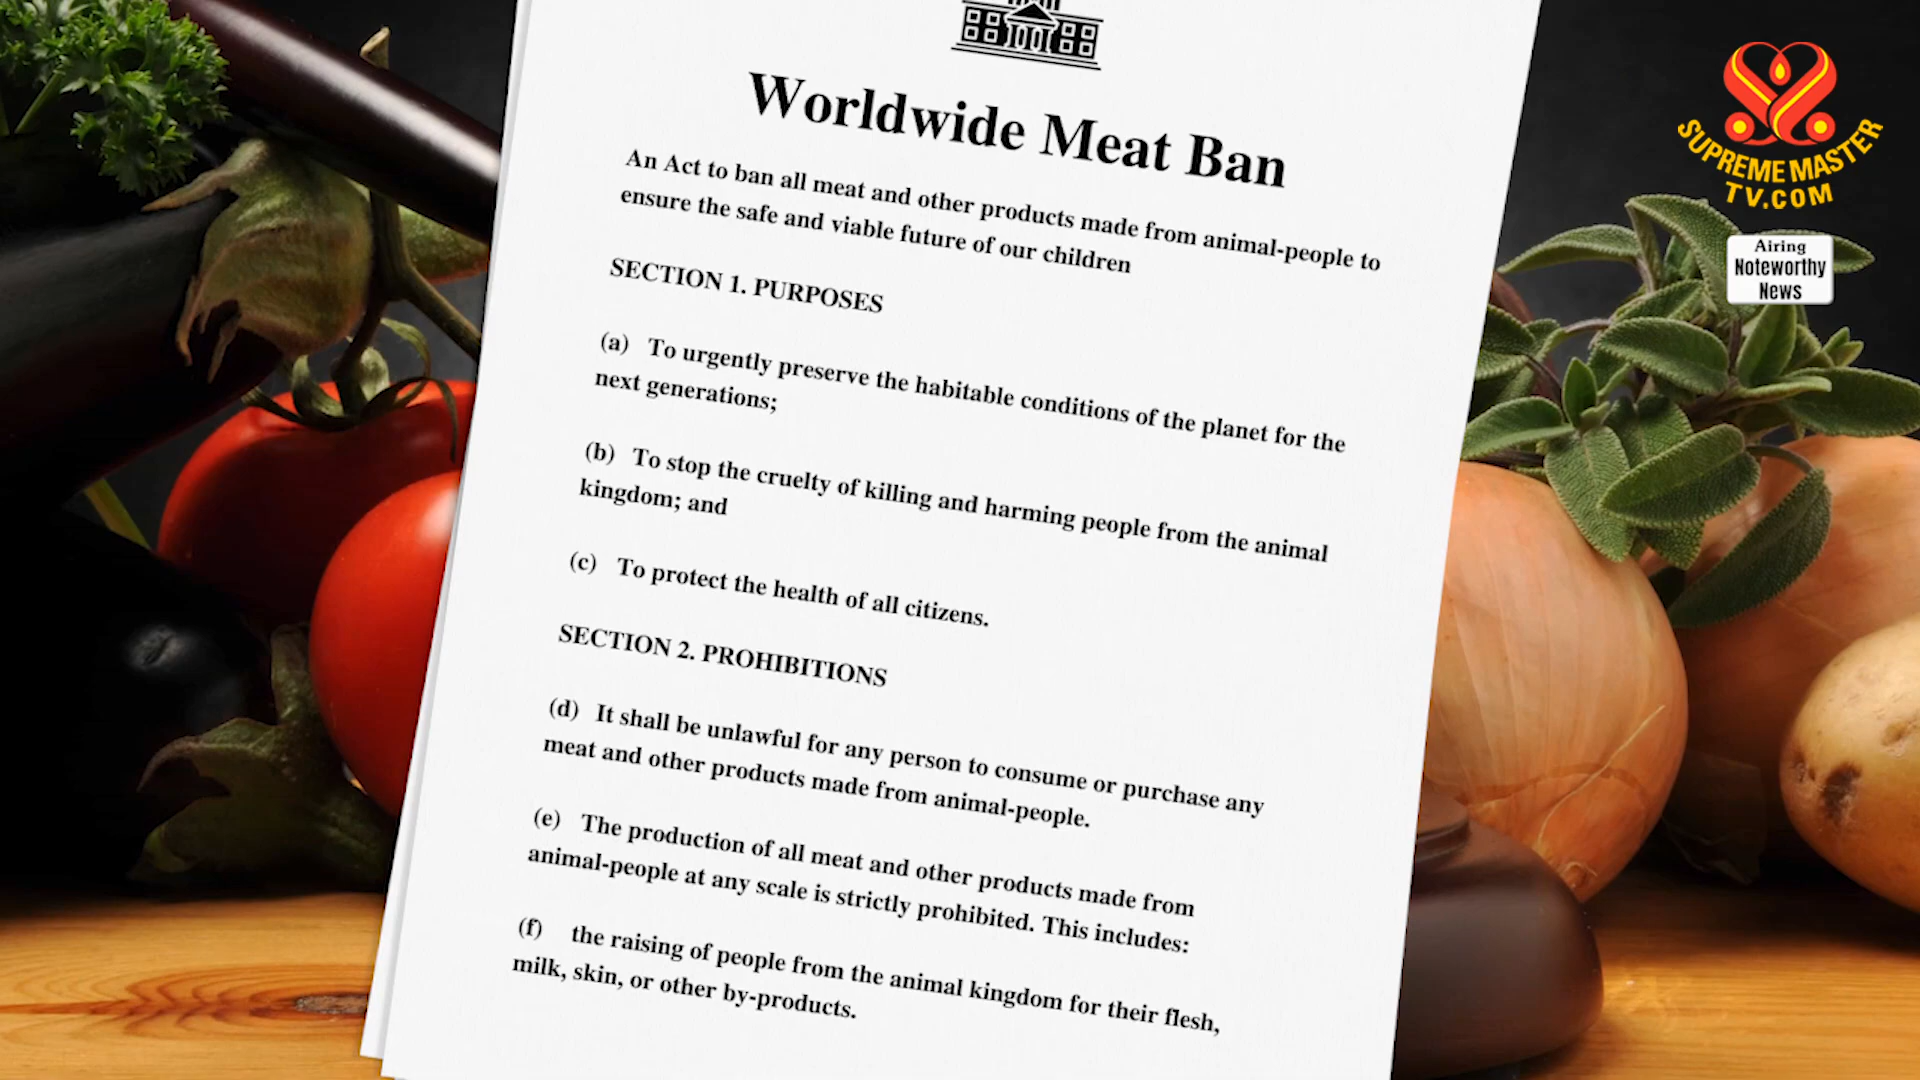 Worldwide Meat Ban
An Act to ban all meat and other products made from animal-people to
ensure the safe and viable future of our children
SECTION 1. PURPOSES
(a) To urgently preserve the habitable conditions of the planet for the
next generations;
(b) To stop the cruelty of killing and harming people from the animal
kingdom; and
(c) To protect the health of all citizens.
SECTION 2. PROHIBITIONS
(d) It shall be unlawful for any person to consume or purchase any
meat and other products made from animal-people.
(e) The production of all meat and other products made from
animal-people at any scale is strictly prohibited. This includes:
(f) the raising of people from the animal kingdom for their flesh,
milk, skin, or other by-products.
SUPREME MASTER
TV.COM
Airing
Noteworthy
News